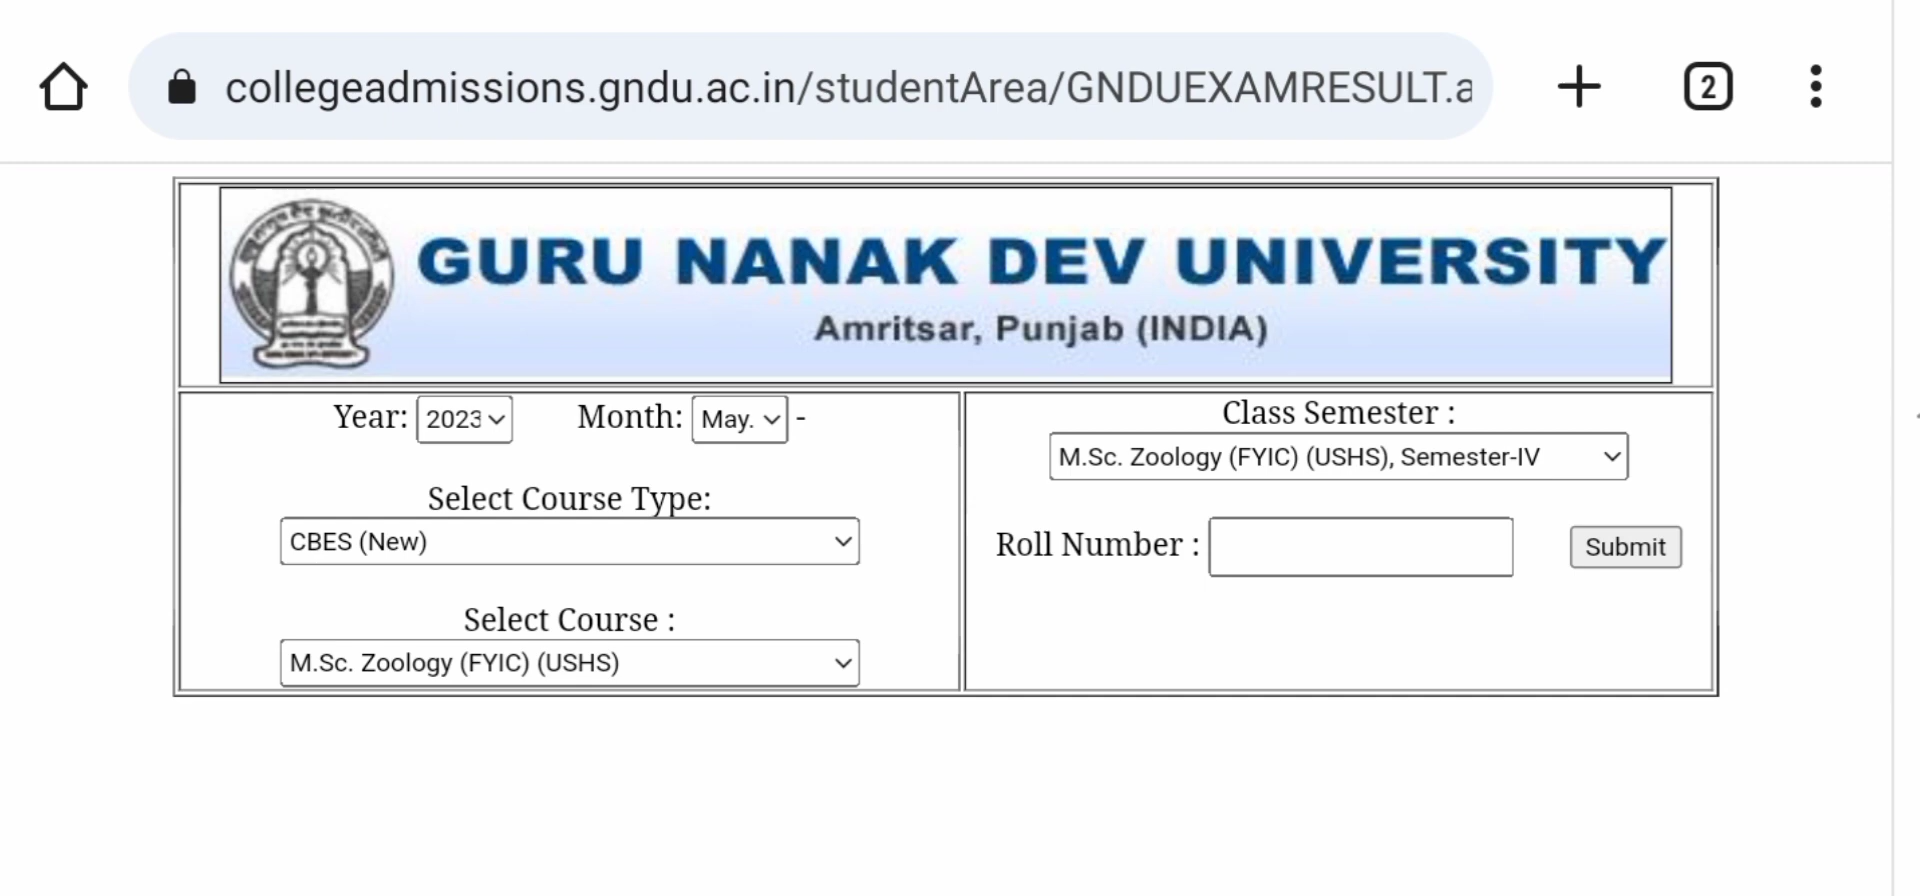 collegeadmissions.gndu.ac.in/studentArea/GNDUEXAMRESULT.a
2
GURU NANAK DEV UNIVERSITY
Amritsar, Punjab (INDIA)
Year: 2023 Month: May. -
Select Course Type:
CBES (New)
Select Course :
M.Sc. Zoology (FYIC) (USHS)
Class Semester :
M.Sc. Zoology (FYIC) (USHS), Semester-IV
Roll Number : Submit